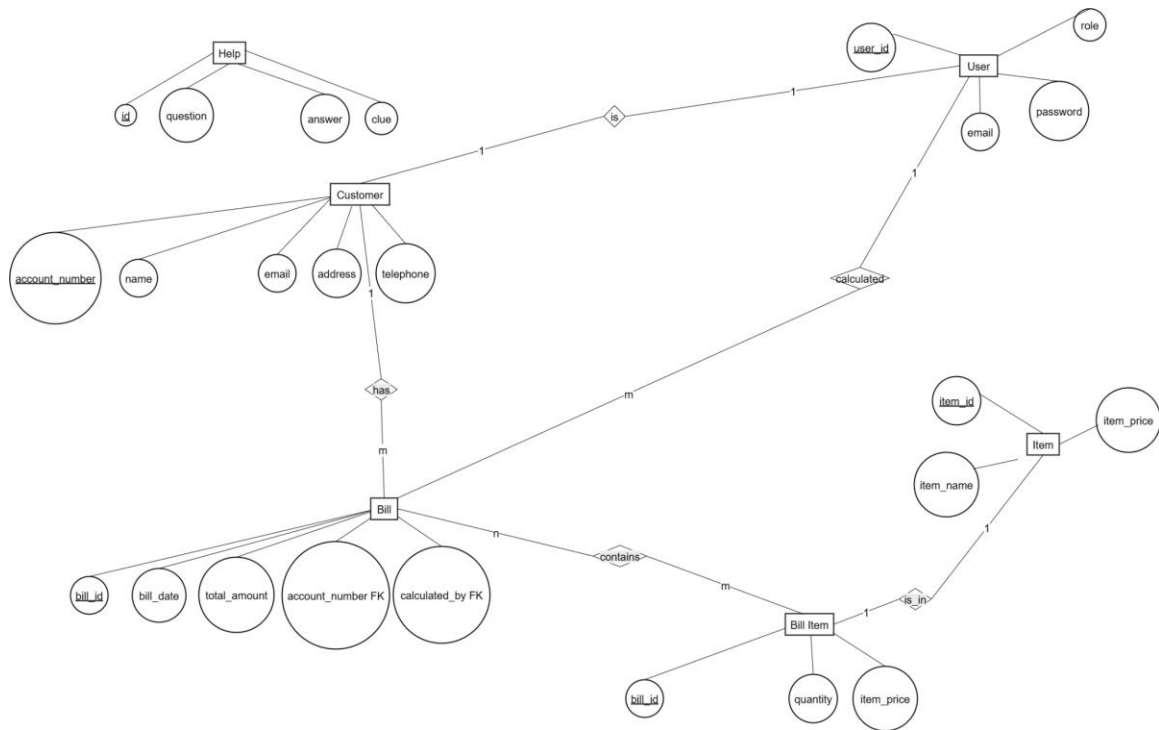 Help
id
question
answer
clue
user_id
role
User
email
password
1
is
1
Customer
account_number
name
email
address
telephone
1
calculated
1
has
m
m
item_id
item_price
Item
item_name
Bill
bill_id
bill_date
total_amount
account_number FK
calculated_by FK
n
contains
m
1
is_in
1
Bill Item
bill_id
quantity
item_price